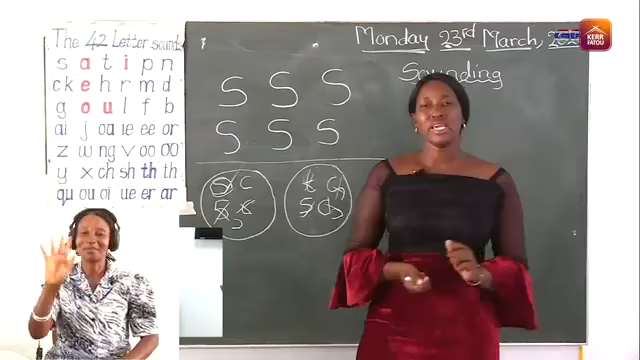 The 42 Letter sounds
s a t i p n
ck e h r m d
g o u l f b
ai j oa ie ee or
z w ng v oo OO
y x ch sh th th
qu ou oi ue er ar
Monday 23rd March,
Sounding
S S S
S S S
KERR
FATOU